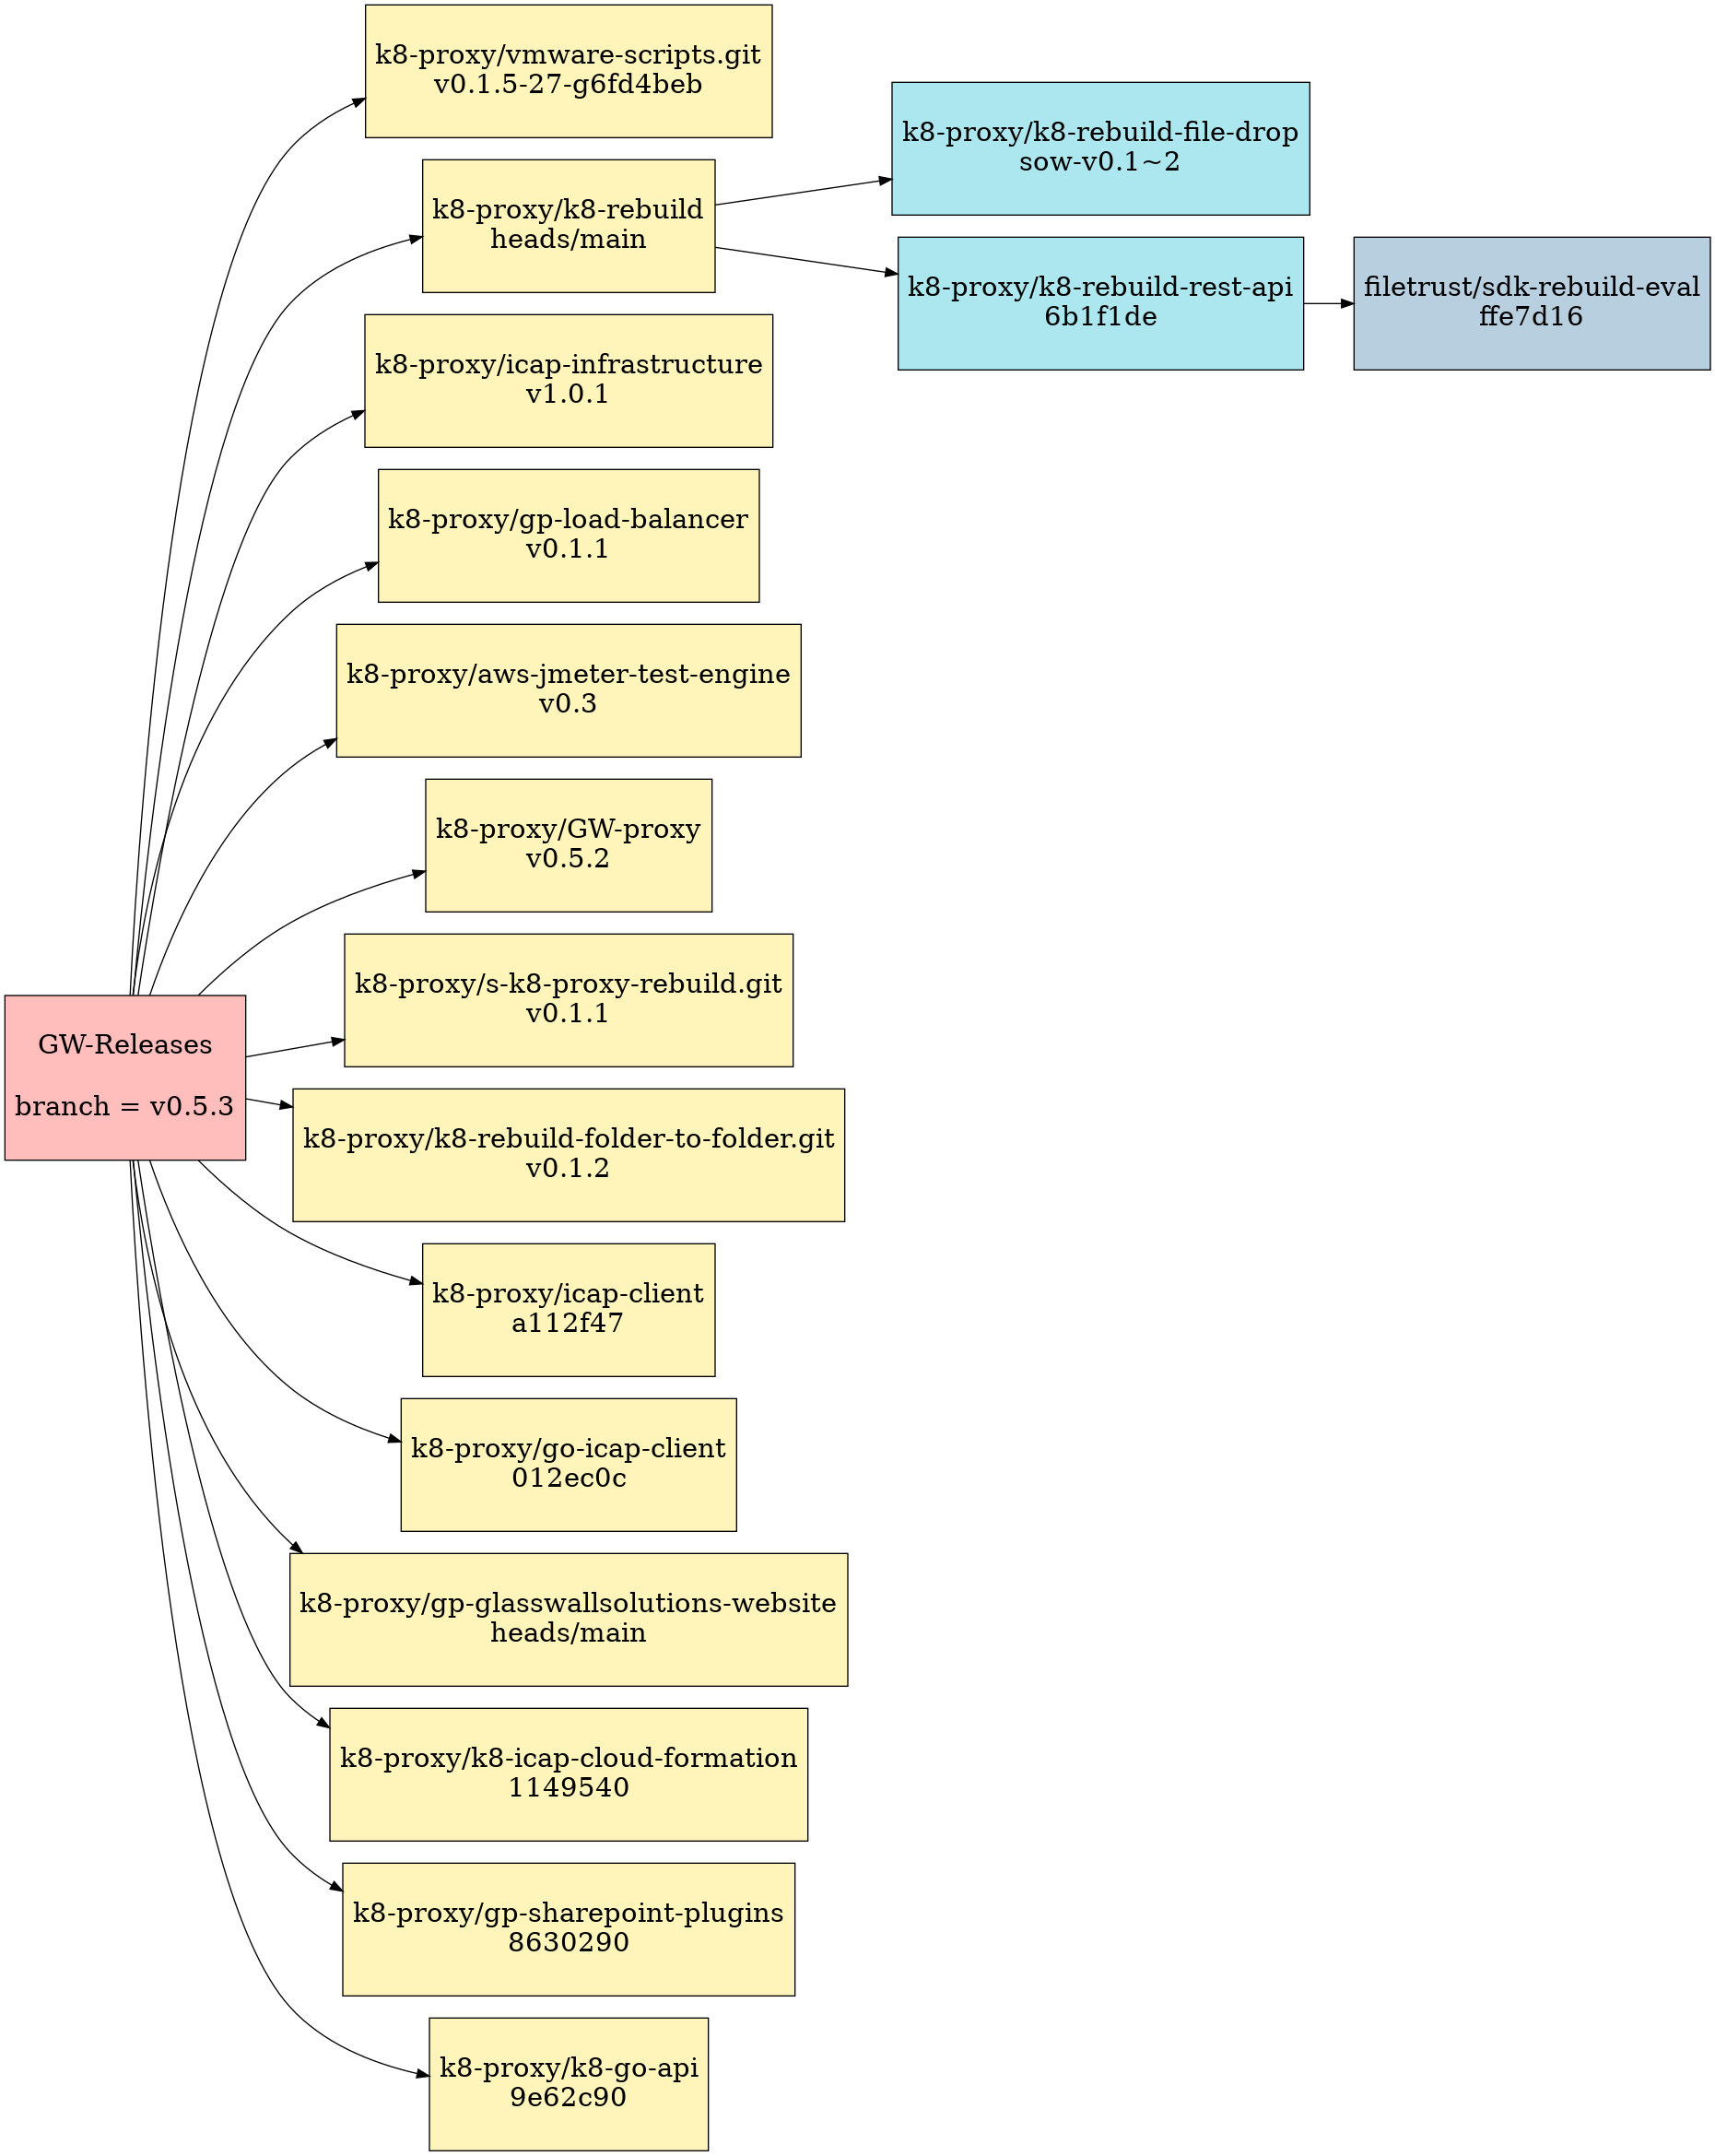 k8-proxy/vmware-scripts.git
v0.1.5-27-g6fd4beb
k8-proxy/k8-rebuild-file-drop
sow-v0.1~2
k8-proxy/k8-rebuild
heads/main
k8-proxy/k8-rebuild-rest-api
6b1f1de
filetrust/sdk-rebuild-eval
ffe7d16
k8-proxy/icap-infrastructure
v1.0.1
k8-proxy/gp-load-balancer
v0.1.1
k8-proxy/aws-jmeter-test-engine
v0.3
k8-proxy/GW-proxy
v0.5.2
k8-proxy/s-k8-proxy-rebuild.git
v0.1.1
GW-Releases
branch = v0.5.3
k8-proxy/k8-rebuild-folder-to-folder.git
v0.1.2
k8-proxy/icap-client
a112f47
k8-proxy/go-icap-client
012ec0c
k8-proxy/gp-glasswallsolutions-website
heads/main
k8-proxy/k8-icap-cloud-formation
1149540
k8-proxy/gp-sharepoint-plugins
8630290
k8-proxy/k8-go-api
9e62c90